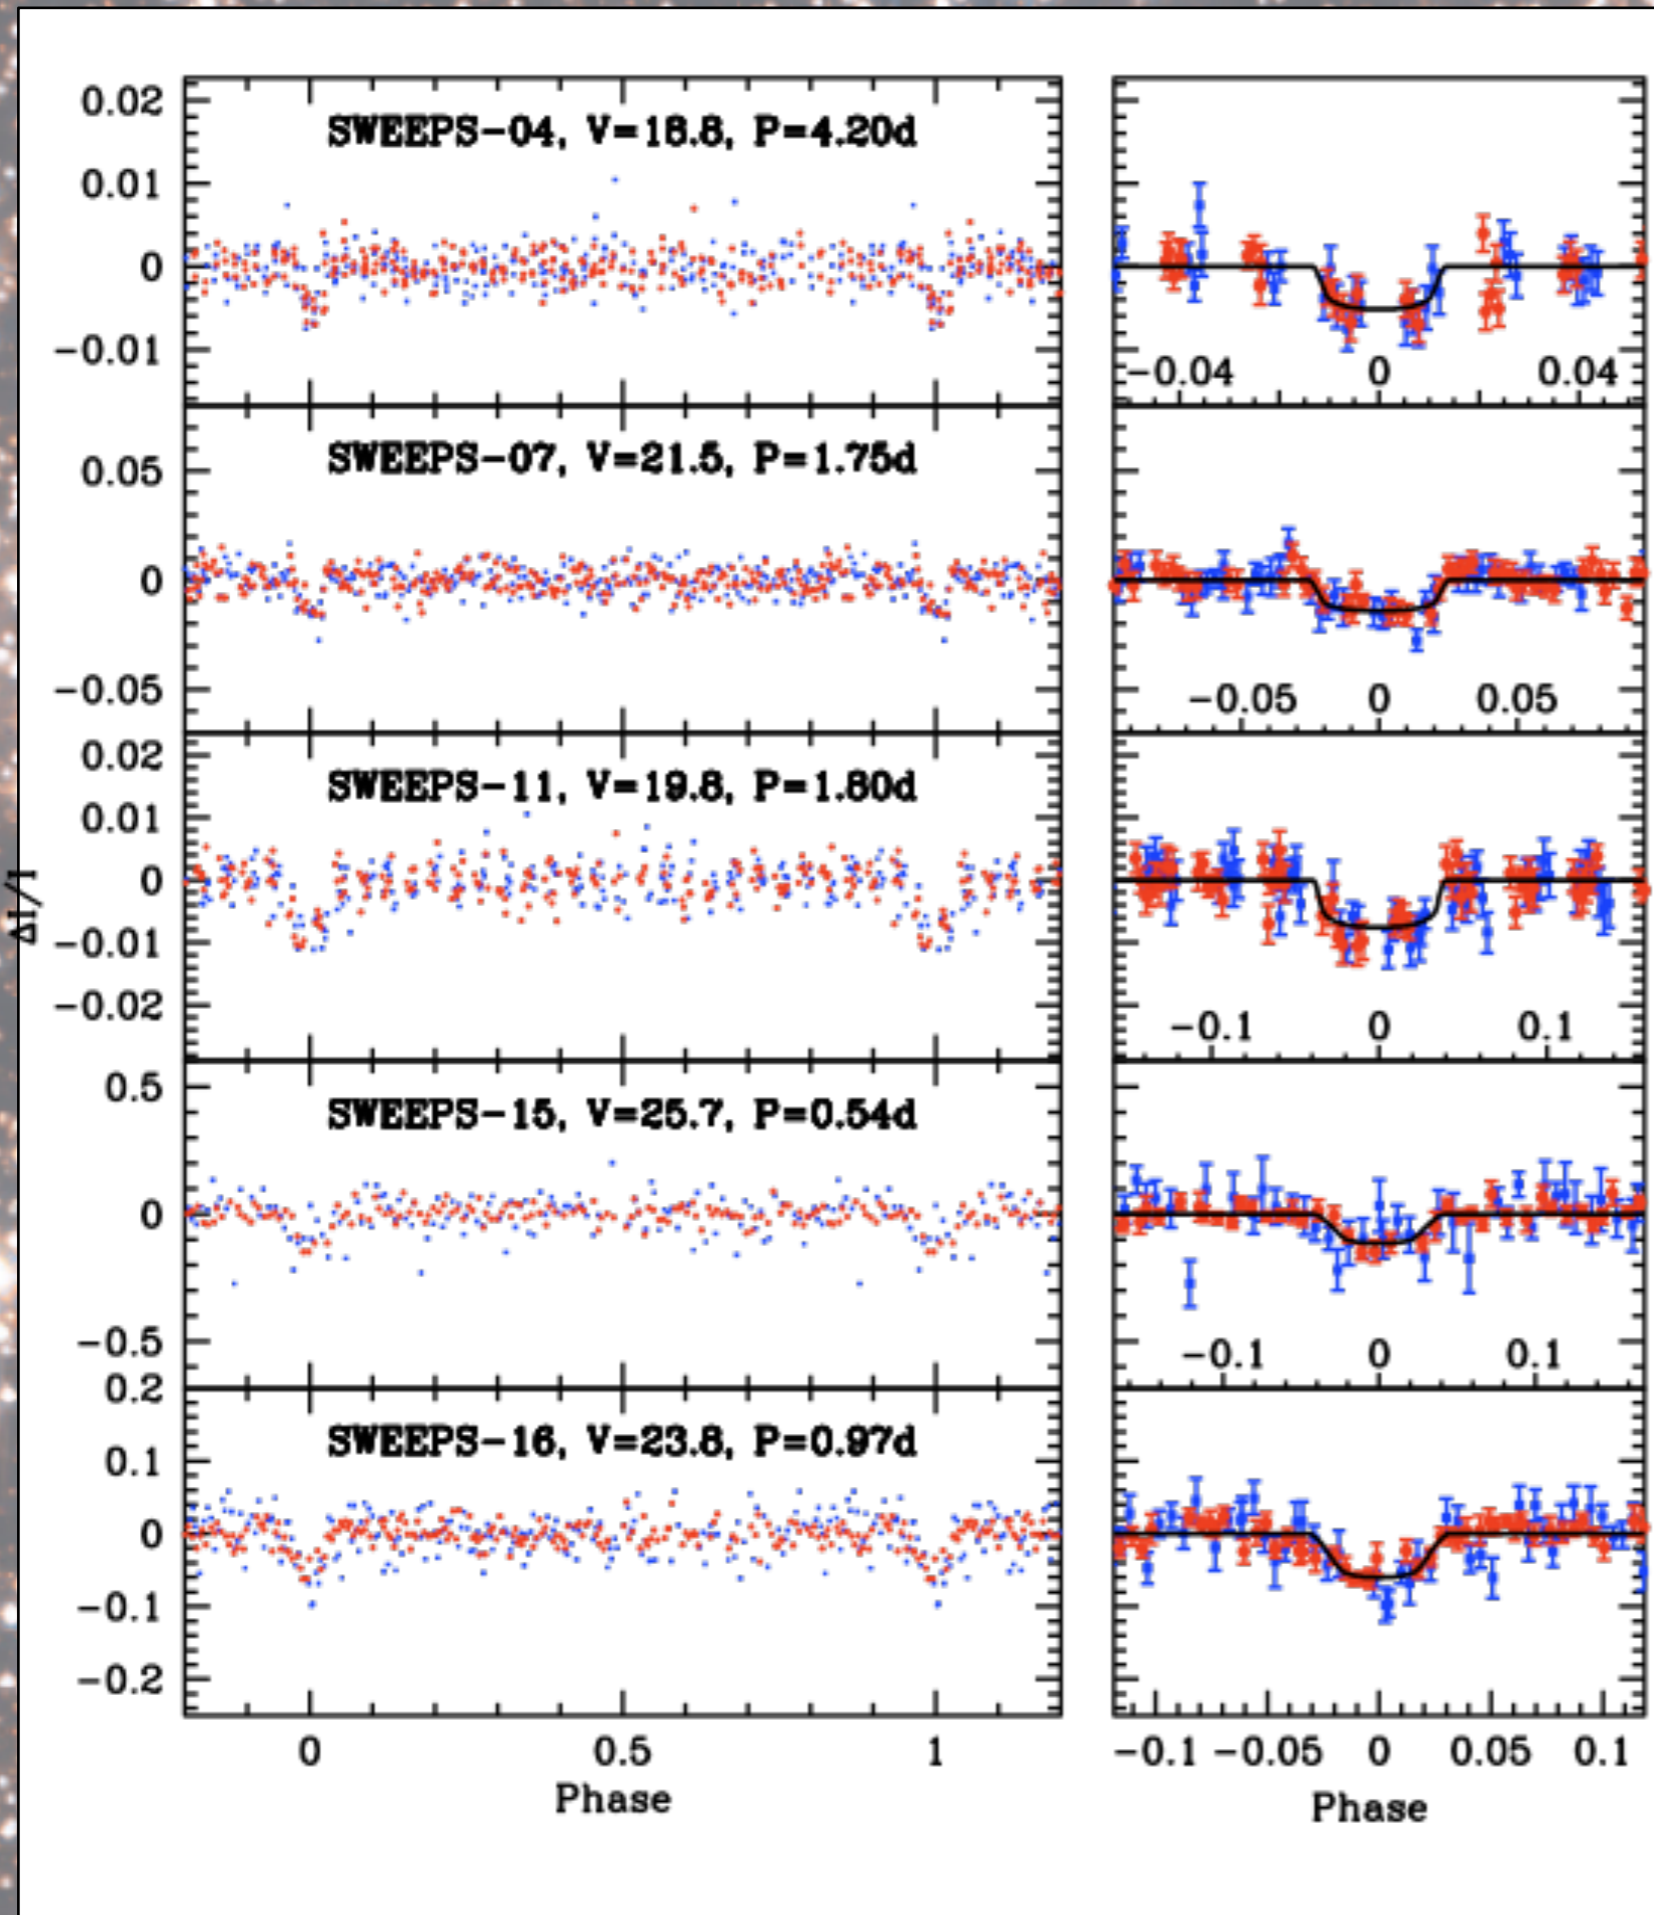 0.02
SWEEPS-04, V=18.8, P=4.20d
0.01
0
−0.01
−0.04 0 0.04
SWEEPS-07, V=21.5, P=1.75d
0.05
0
−0.05
−0.05 0 0.05
0.02
SWEEPS-11, V=19.8, P=1.80d
0.01
0
ΔI/I
−0.01
−0.02
−0.1 0 0.1
0.5
SWEEPS-15, V=25.7, P=0.54d
0
−0.5
−0.1 0 0.1
0.2
SWEEPS-16, V=23.8, P=0.97d
0.1
0
−0.1
−0.2
0 0.5 1
−0.1 −0.05 0 0.05 0.1
Phase
Phase